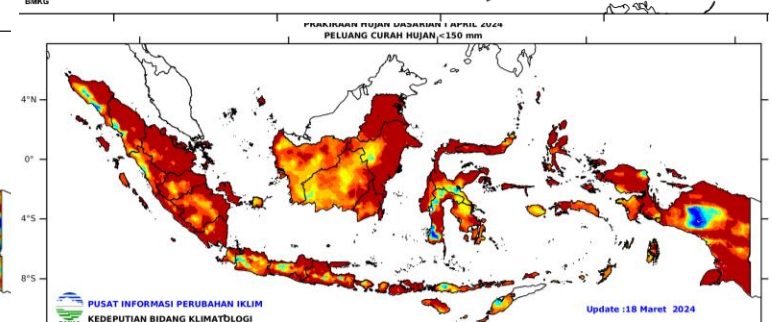 BMKG
PRAKIRAAN HUJAN DASARIAN I APRIL 2024
PELUANG CURAH HUJAN <150 mm
4°N
0°
4°S
8°S
PUSAT INFORMASI PERUBAHAN IKLIM
KEDEPUTIAN BIDANG KLIMATOLOGI
Update :18 Maret 2024